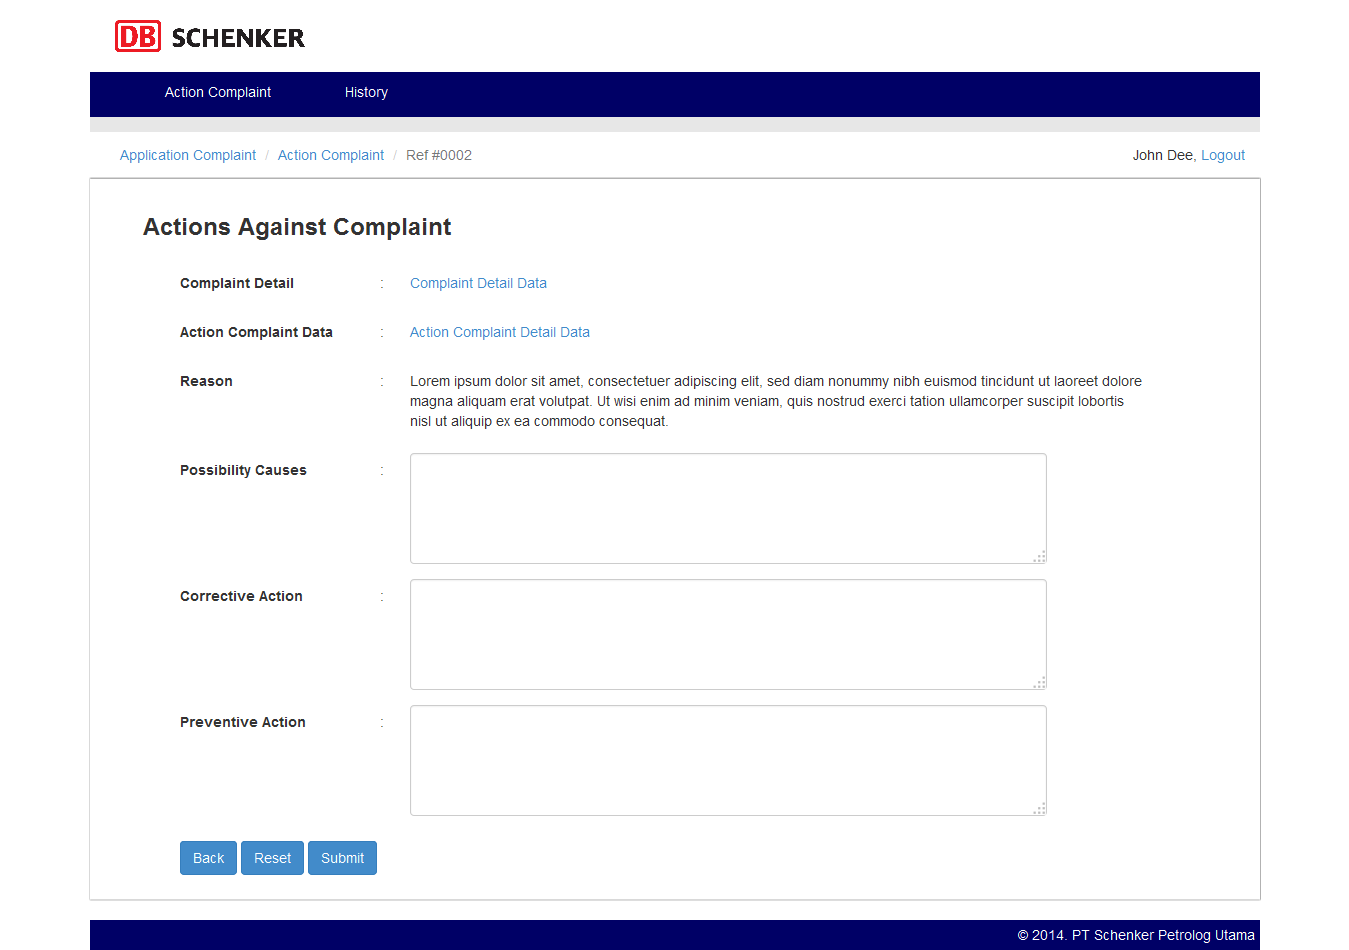 DB SCHENKER
Action Complaint History
Application Complaint / Action Complaint / Ref #0002 John Dee, Logout
Actions Against Complaint
Complaint Detail : Complaint Detail Data
Action Complaint Data : Action Complaint Detail Data
Reason : Lorem ipsum dolor sit amet, consectetuer adipiscing elit, sed diam nonummy nibh euismod tincidunt ut laoreet dolore
magna aliquam erat volutpat. Ut wisi enim ad minim veniam, quis nostrud exerci tation ullamcorper suscipit lobortis
nisl ut aliquip ex ea commodo consequat.
Possibility Causes :
Corrective Action :
Preventive Action :
Back Reset Submit
© 2014. PT Schenker Petrolog Utama